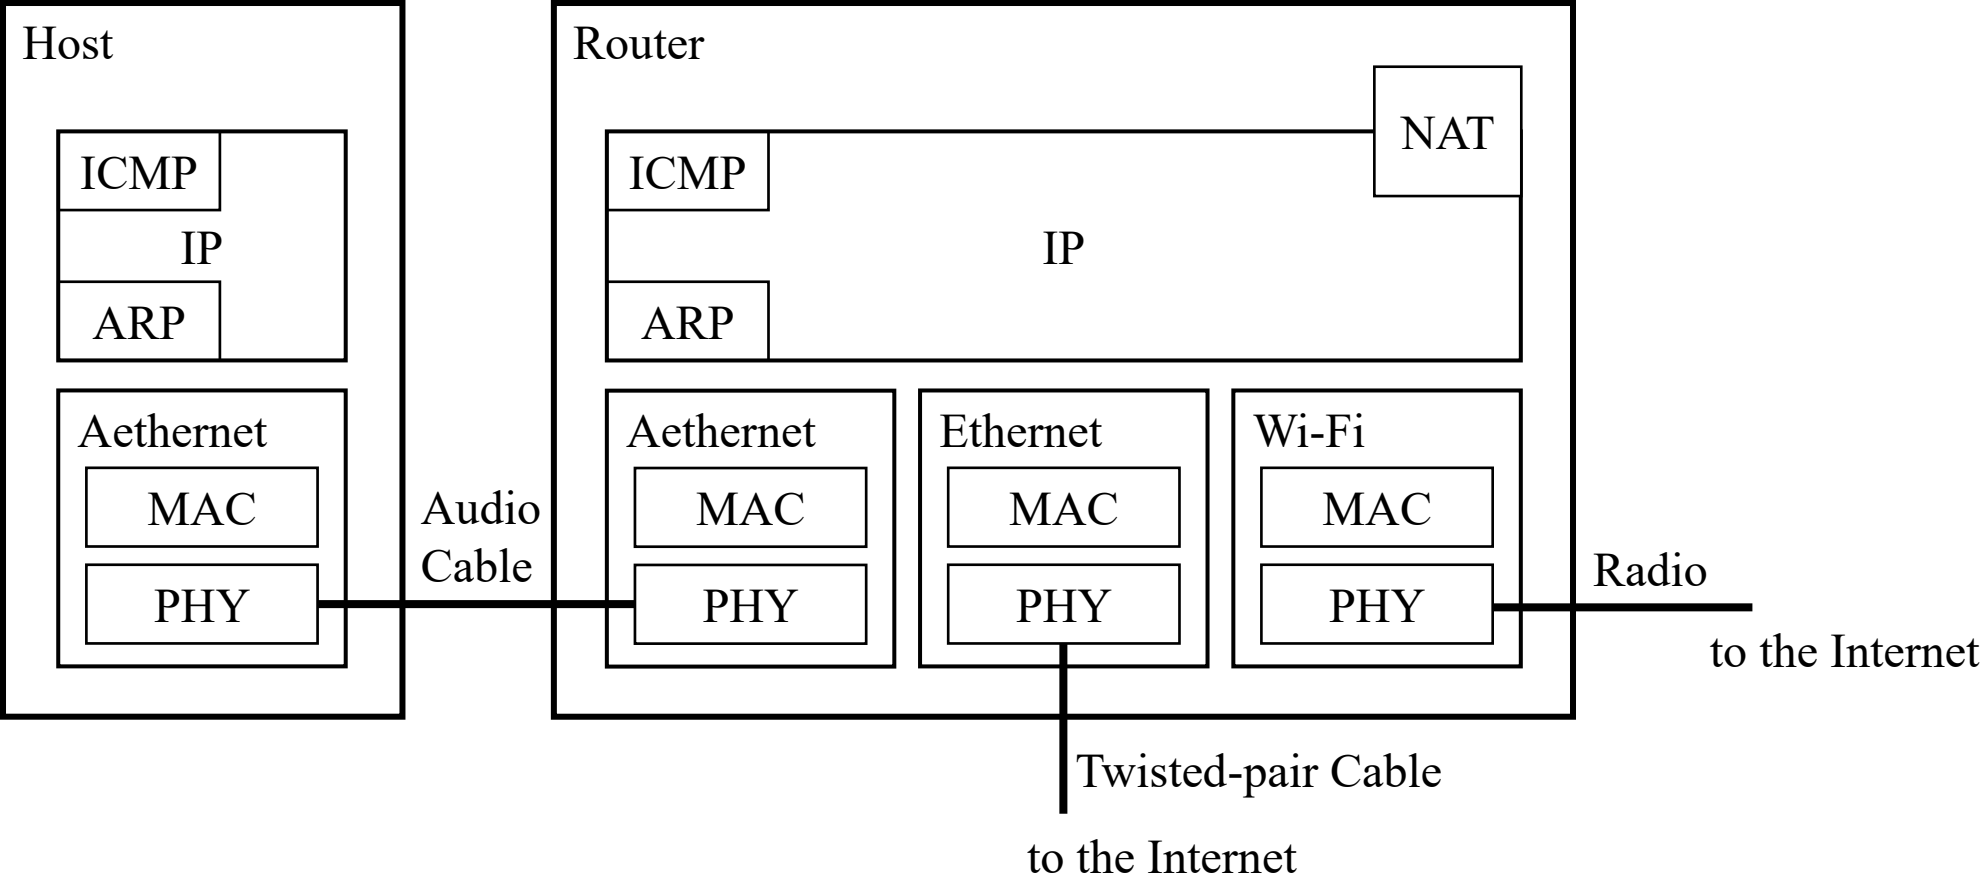 Host
ICMP
IP
ARP
Aethernet
MAC
PHY
Audio
Cable
Router
NAT
ICMP
IP
ARP
Aethernet
MAC
PHY
Ethernet
MAC
PHY
Wi-Fi
MAC
PHY
Radio
to the Internet
Twisted-pair Cable
to the Internet